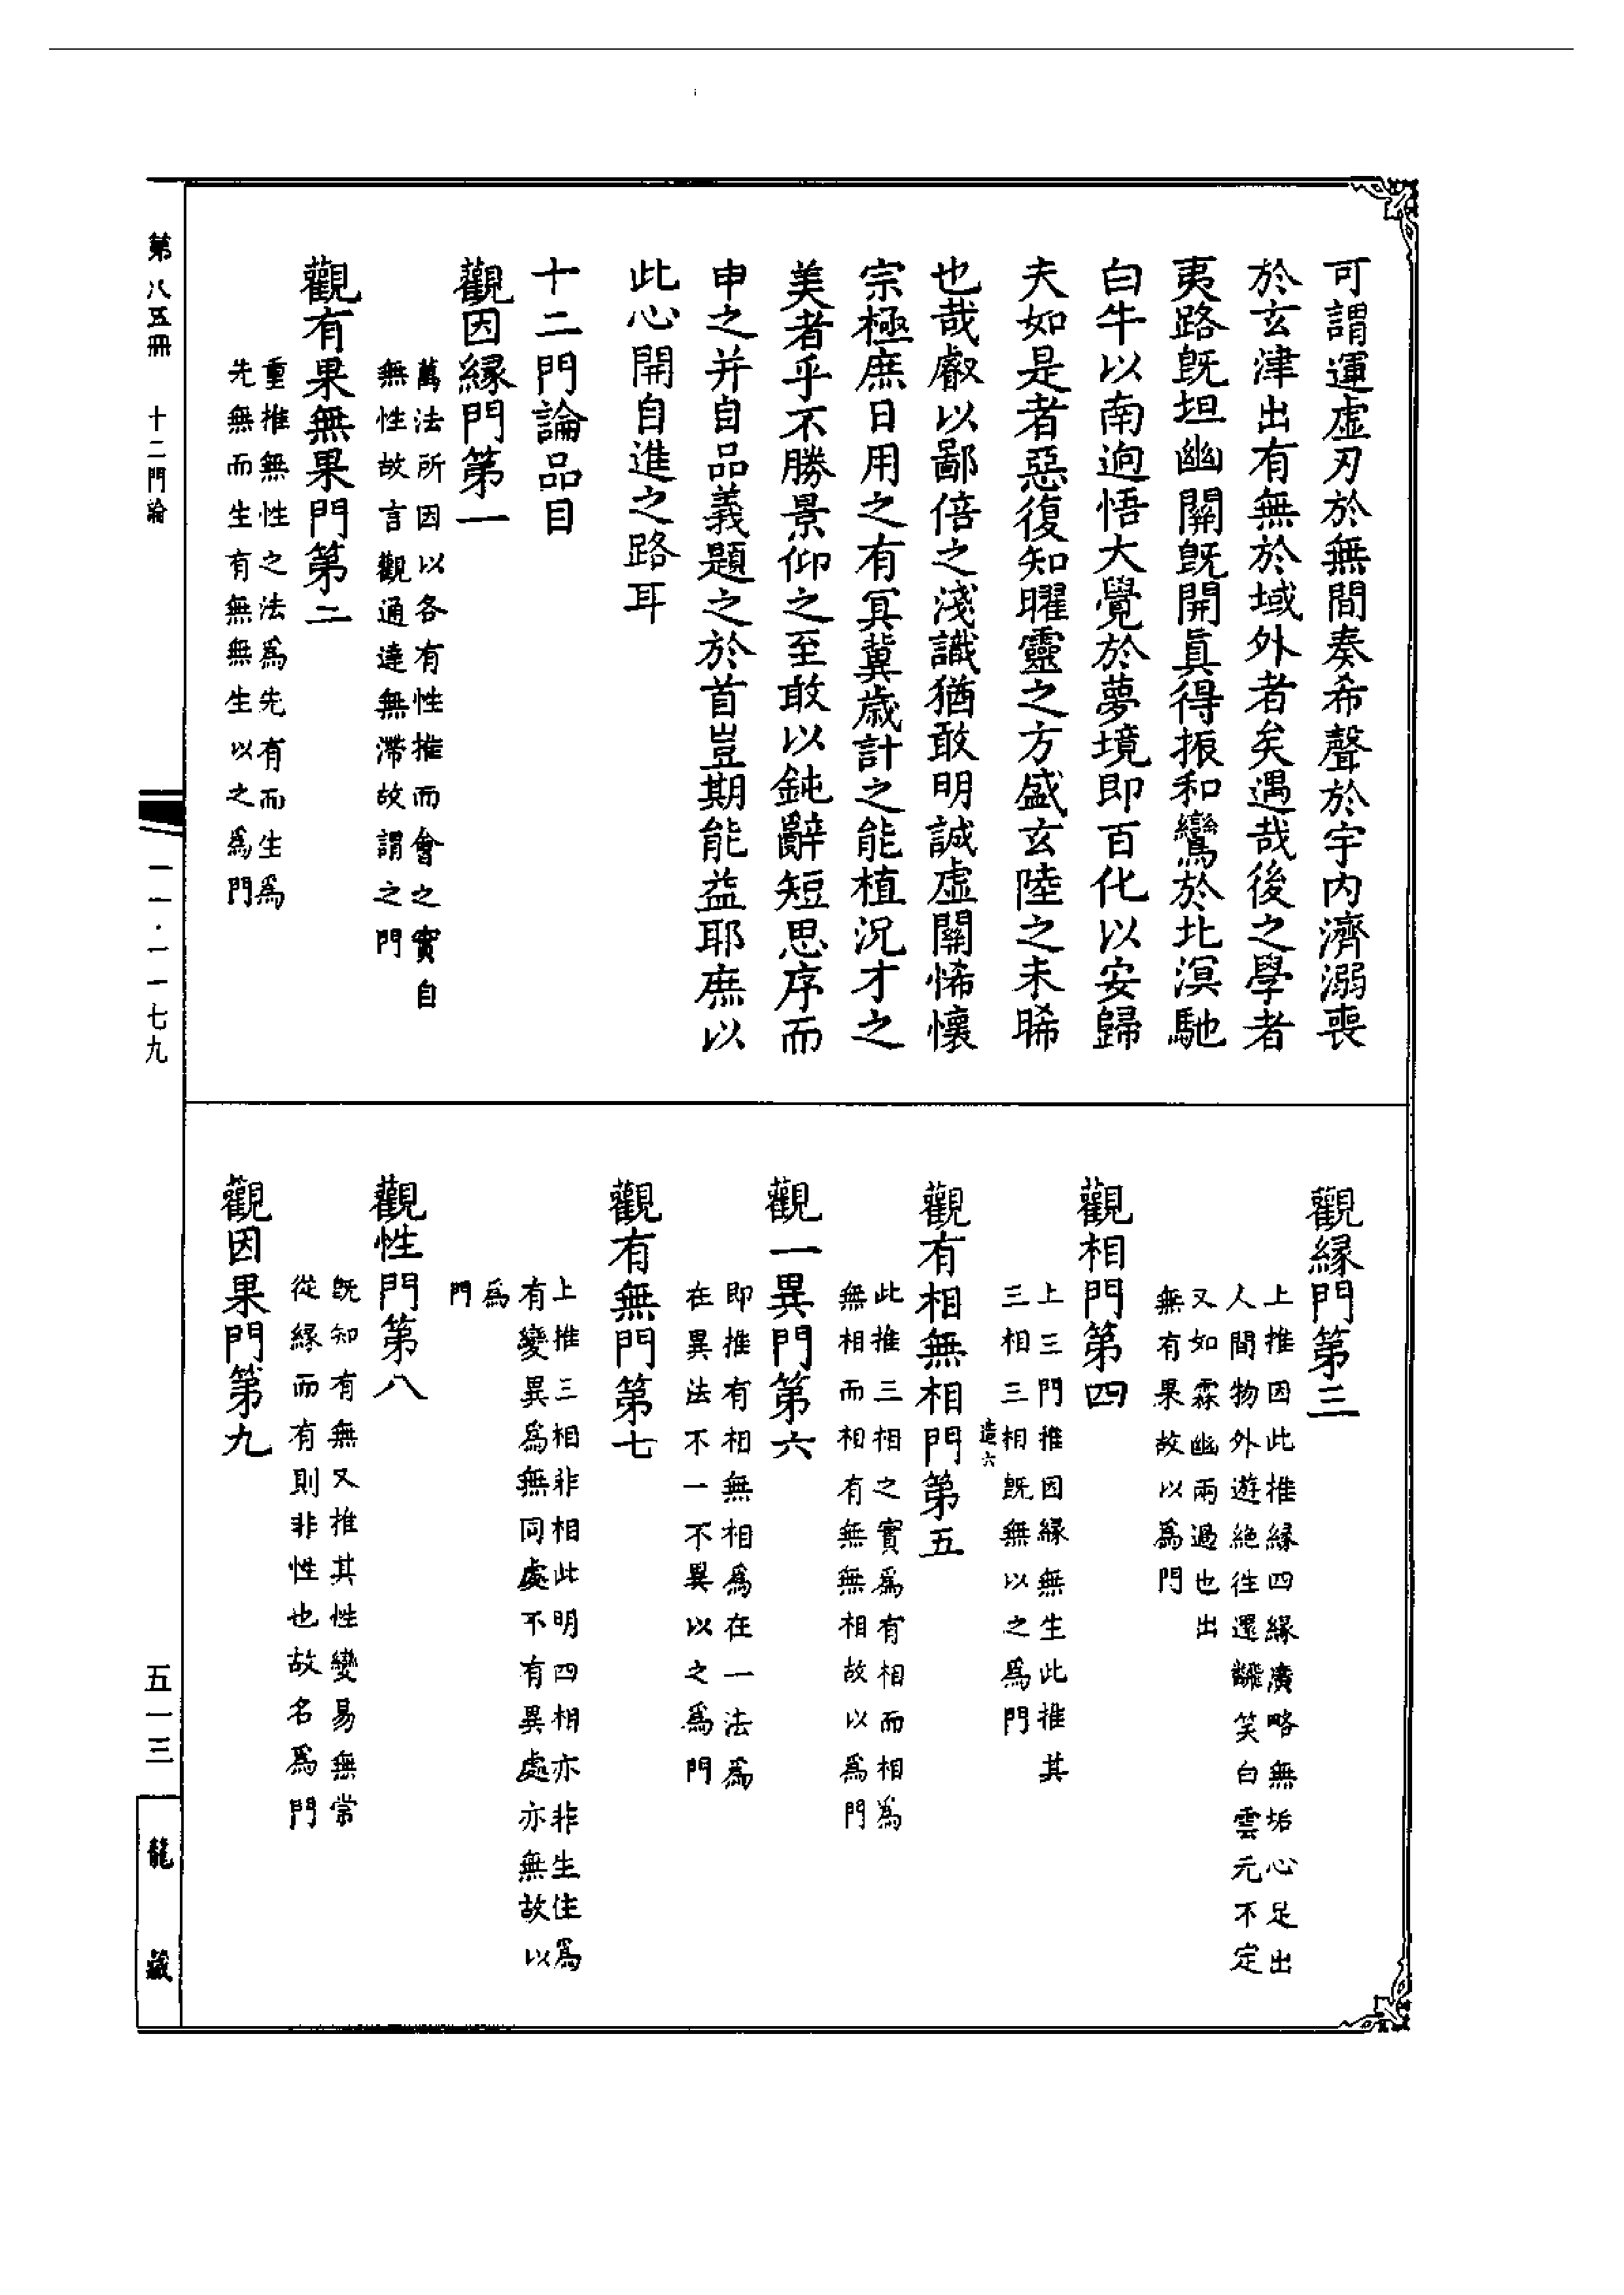 可謂運虛刃於無間奏希聲於宇内濟溺喪
於玄津出有無於域外者矣遇哉後之學者
夷路既坦幽關既開真得振和鸞於北溟馳
白牛以南迴悟大覺於夢境即百化以安歸
夫如是者惡復知曜靈之方盛玄陸之未晞
也哉叡以鄙倍之淺識猶敢明誠虛關悕懷
宗極庶日用之有冥冀歲計之能植況才之
美者乎不勝景仰之至敢以鈍辭短思序而
申之并自品義題之於首豈期能益耶庶以
此心開自進之路耳
十二門論品目
觀因緣門第一
萬法所因以各有性推而會之實自
無性故言觀通達無滯故謂之門
觀有果無果門第二
重推無性之法為先有而生為
先無而生有無無生以之為門
觀緣門第三
上推因此推緣四緣廣略無垢心足出
人間物外遊絕往還 笑白雲元不定
又如霖幽雨過也出
無有果故以為門
觀相門第四
上三門推因緣無生此推其
三相三相既無以之為門
造六
觀有相無相門第五
此推三相之實為有相而相為
無相而相有無無相故以為門
觀一異門第六
即推有相無相為在一法為
在異法不一不異以之為門
觀有無門第七
上推三相非相此明四相亦非生住為
有變異為無同處不有異處亦無故以
為
門
觀性門第八
既知有無又推其性變易無常
從緣而有則非性也故名為門
觀因果門第九
第八五冊 十二門論
一一·一一七九
五一三
龍藏